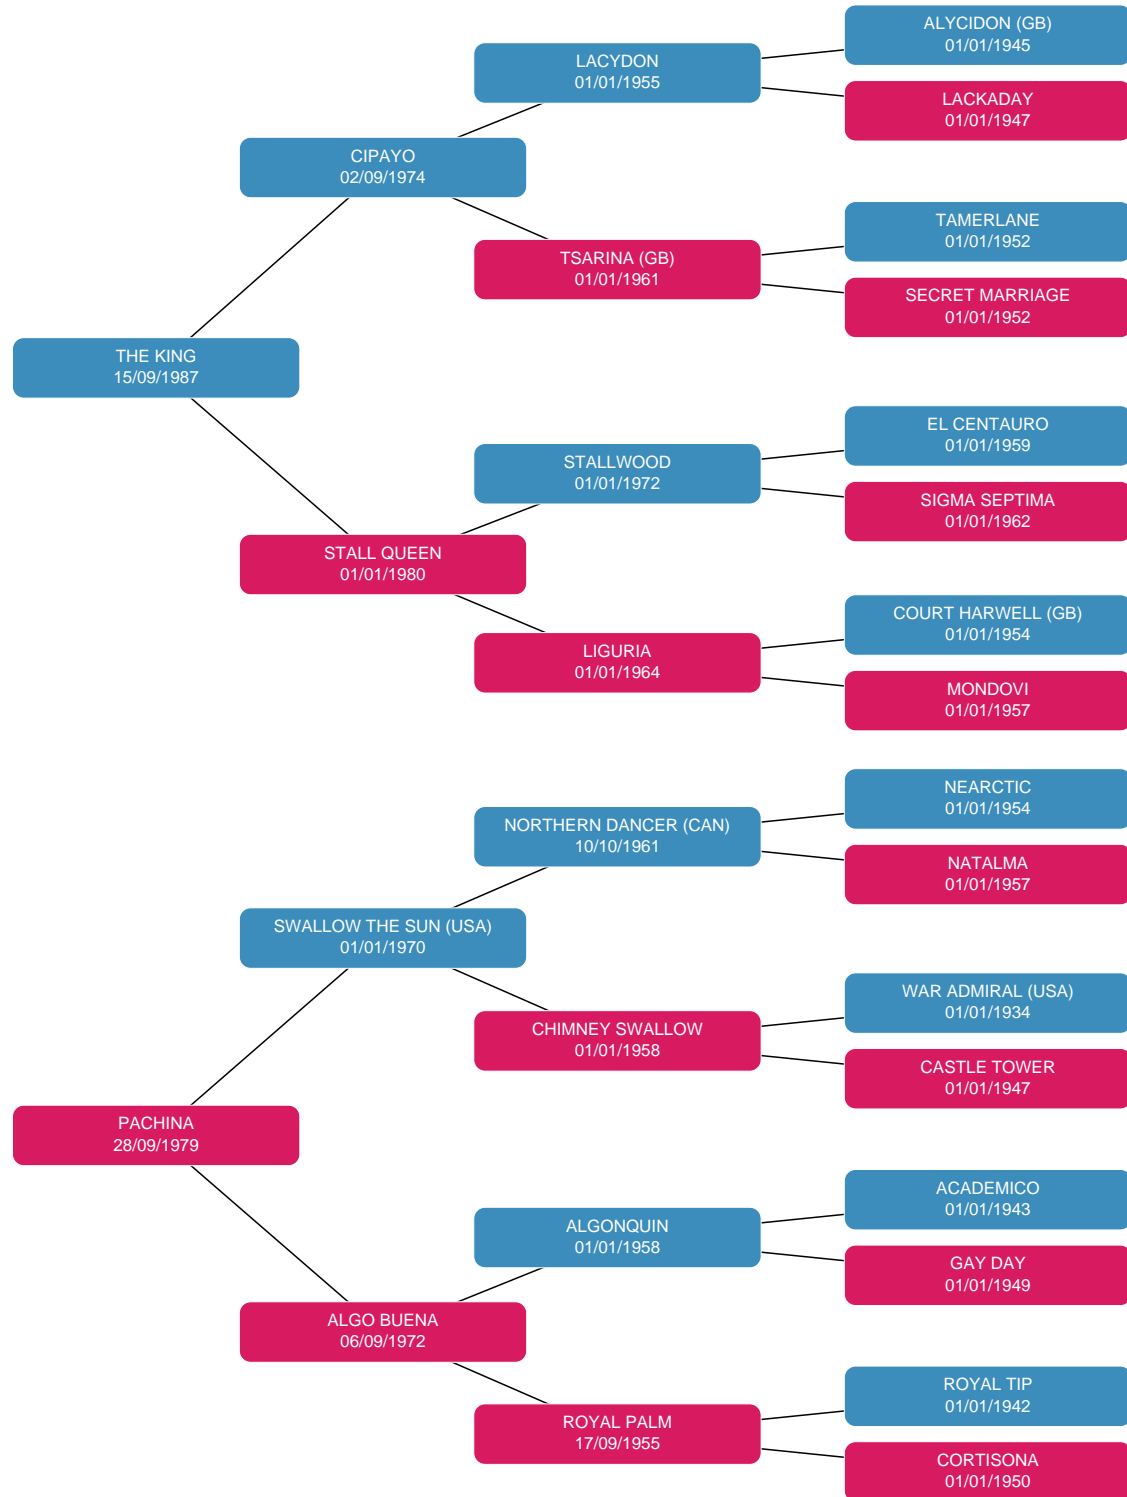 ALYCIDON (GB)
01/01/1945
LACYDON
01/01/1955
LACKADAY
01/01/1947
CIPAYO
02/09/1974
TAMERLANE
01/01/1952
TSARINA (GB)
01/01/1961
SECRET MARRIAGE
01/01/1952
THE KING
15/09/1987
EL CENTAURO
01/01/1959
STALLWOOD
01/01/1972
SIGMA SEPTIMA
01/01/1962
STALL QUEEN
01/01/1980
COURT HARWELL (GB)
01/01/1954
LIGURIA
01/01/1964
MONDOVI
01/01/1957
NEARCTIC
01/01/1954
NORTHERN DANCER (CAN)
10/10/1961
NATALMA
01/01/1957
SWALLOW THE SUN (USA)
01/01/1970
WAR ADMIRAL (USA)
01/01/1934
CHIMNEY SWALLOW
01/01/1958
CASTLE TOWER
01/01/1947
PACHINA
28/09/1979
ACADEMICO
01/01/1943
ALGONQUIN
01/01/1958
GAY DAY
01/01/1949
ALGO BUENA
06/09/1972
ROYAL TIP
01/01/1942
ROYAL PALM
17/09/1955
CORTISONA
01/01/1950